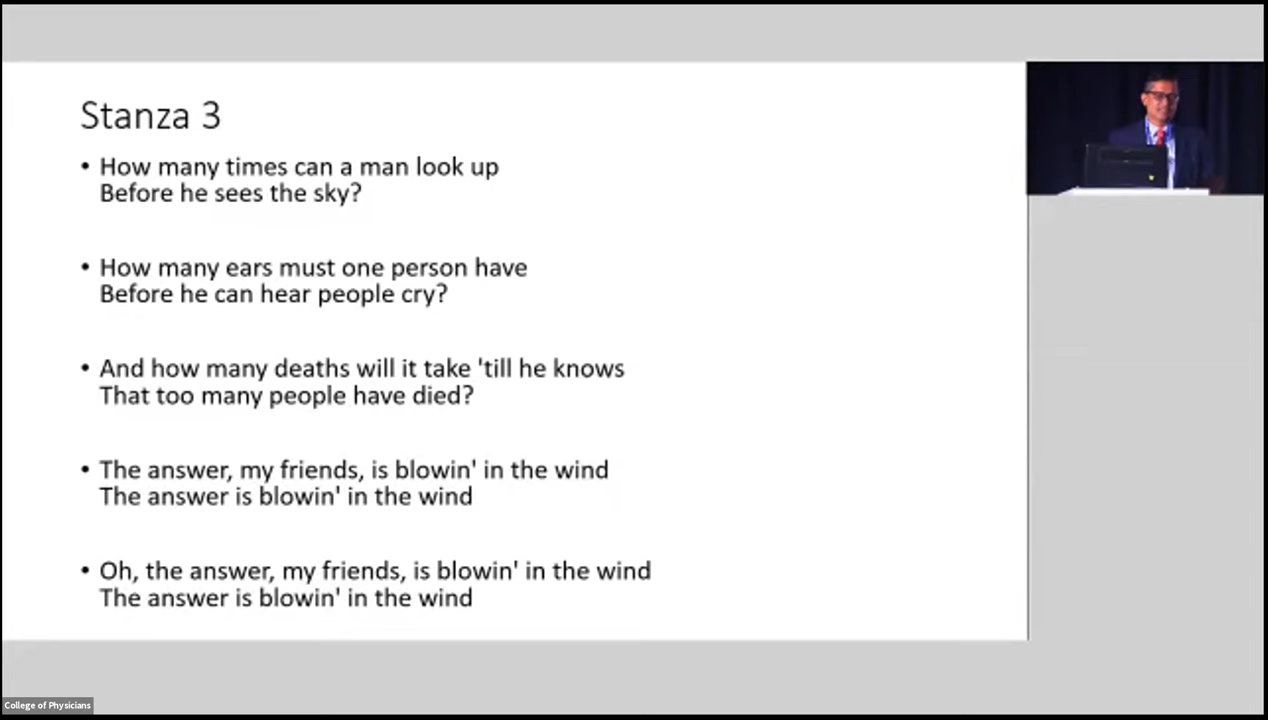 Stanza 3
• How many times can a man look up
Before he sees the sky?
• How many ears must one person have
Before he can hear people cry?
• And how many deaths will it take 'till he knows
That too many people have died?
• The answer, my friends, is blowin' in the wind
The answer is blowin' in the wind
• Oh, the answer, my friends, is blowin' in the wind
The answer is blowin' in the wind
College of Physicians